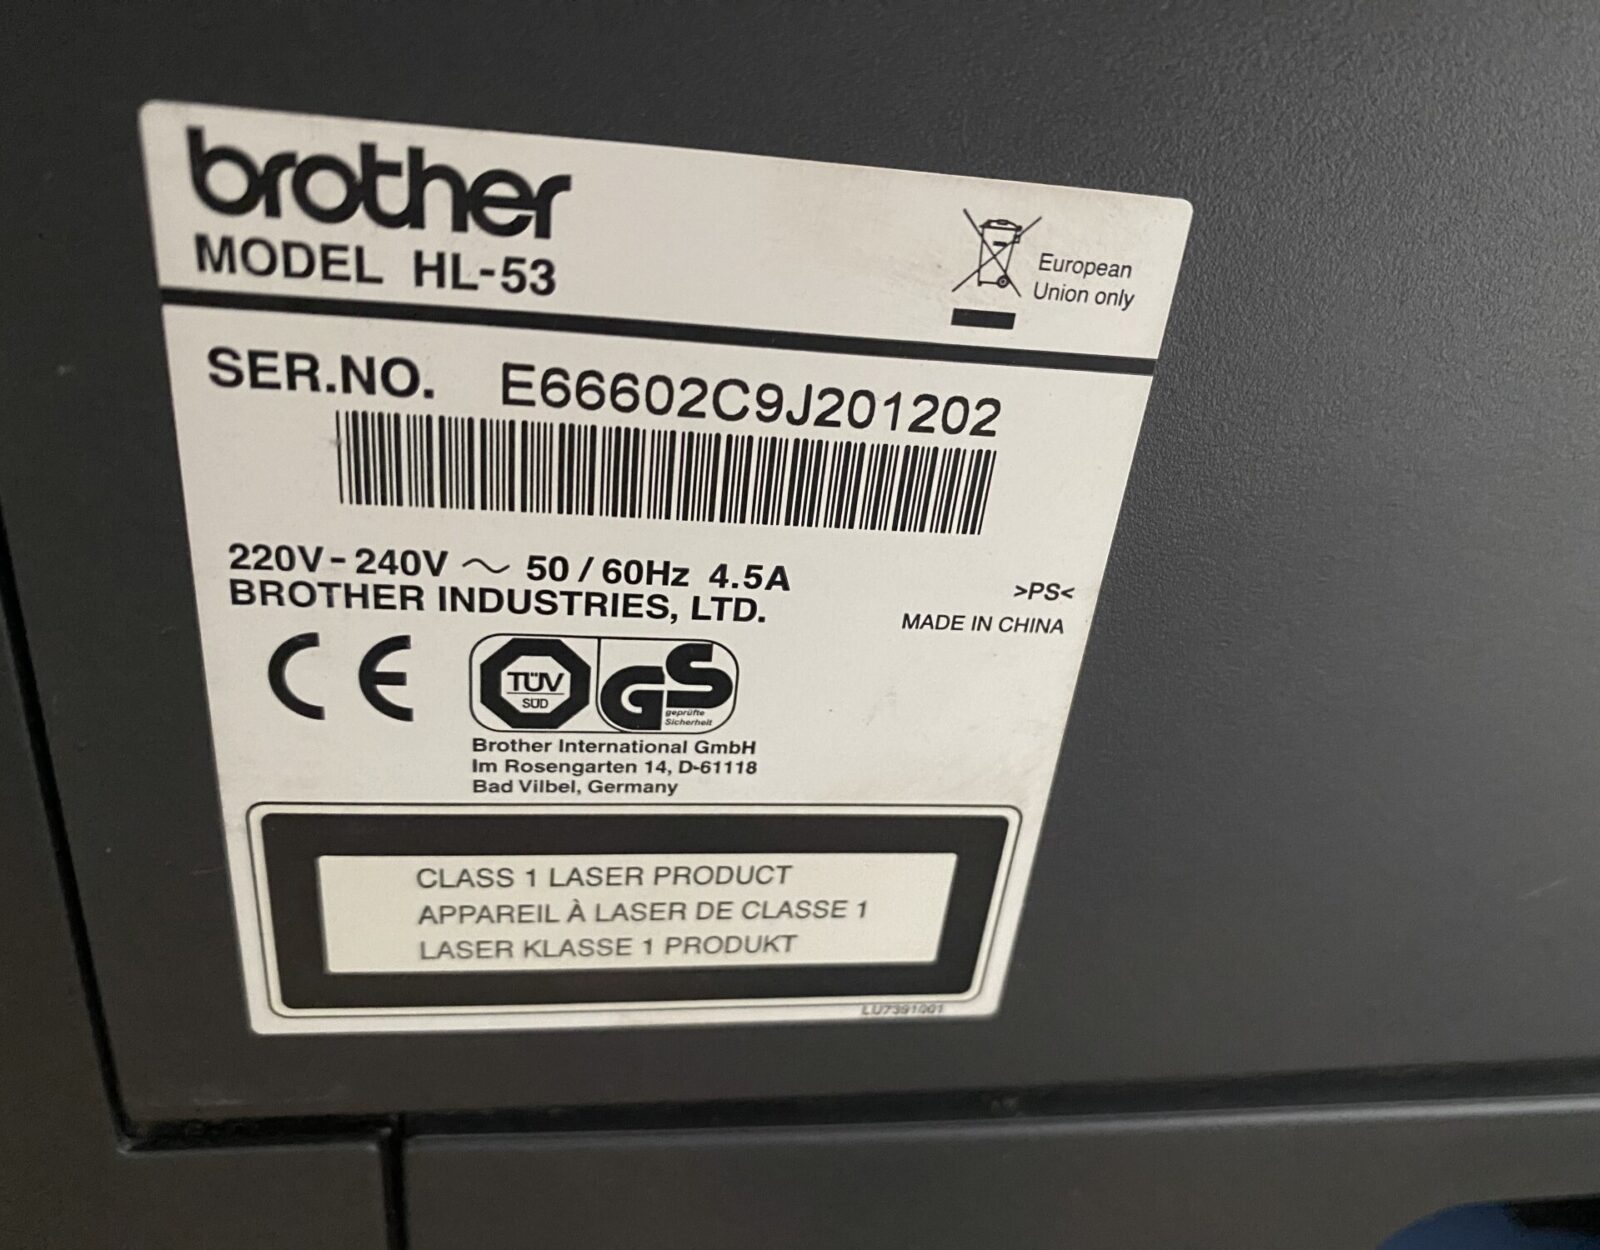 brother
MODEL HL-53
European
Union only
SER.NO. E66602C9J201202
220V-240V ~ 50/60Hz 4.5A
BROTHER INDUSTRIES, LTD.
>PS<
MADE IN CHINA
CE
TÜV
SÜD
GS
geprüfte
Sicherheit
Brother International GmbH
Im Rosengarten 14, D-61118
Bad Vilbel, Germany
CLASS 1 LASER PRODUCT
APPAREIL À LASER DE CLASSE 1
LASER KLASSE 1 PRODUKT
LU7391001